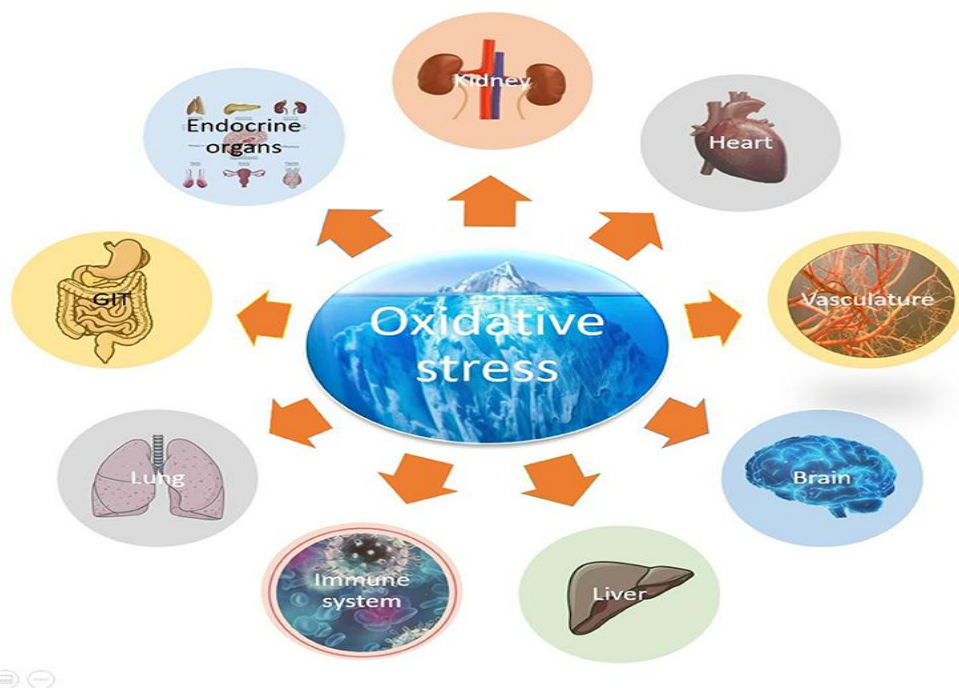 Kidney
Heart
Endocrine
organs
Vasculature
GIT
Oxidative
stress
Brain
Lung
Immune
system
Liver